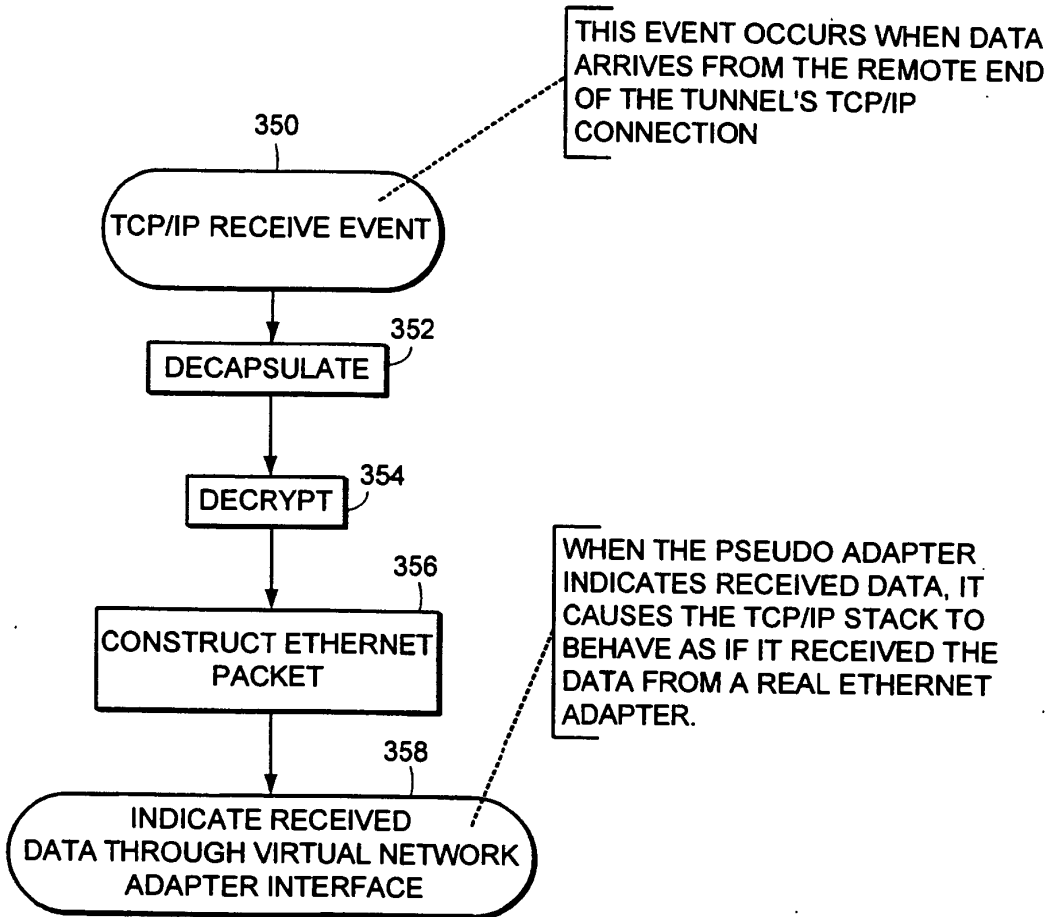 THIS EVENT OCCURS WHEN DATA
ARRIVES FROM THE REMOTE END
OF THE TUNNEL'S TCP/IP
CONNECTION
350
TCP/IP RECEIVE EVENT
352
DECAPSULATE
354
DECRYPT
356
CONSTRUCT ETHERNET
PACKET
WHEN THE PSEUDO ADAPTER
INDICATES RECEIVED DATA, IT
CAUSES THE TCP/IP STACK TO
BEHAVE AS IF IT RECEIVED THE
DATA FROM A REAL ETHERNET
ADAPTER.
358
INDICATE RECEIVED
DATA THROUGH VIRTUAL NETWORK
ADAPTER INTERFACE